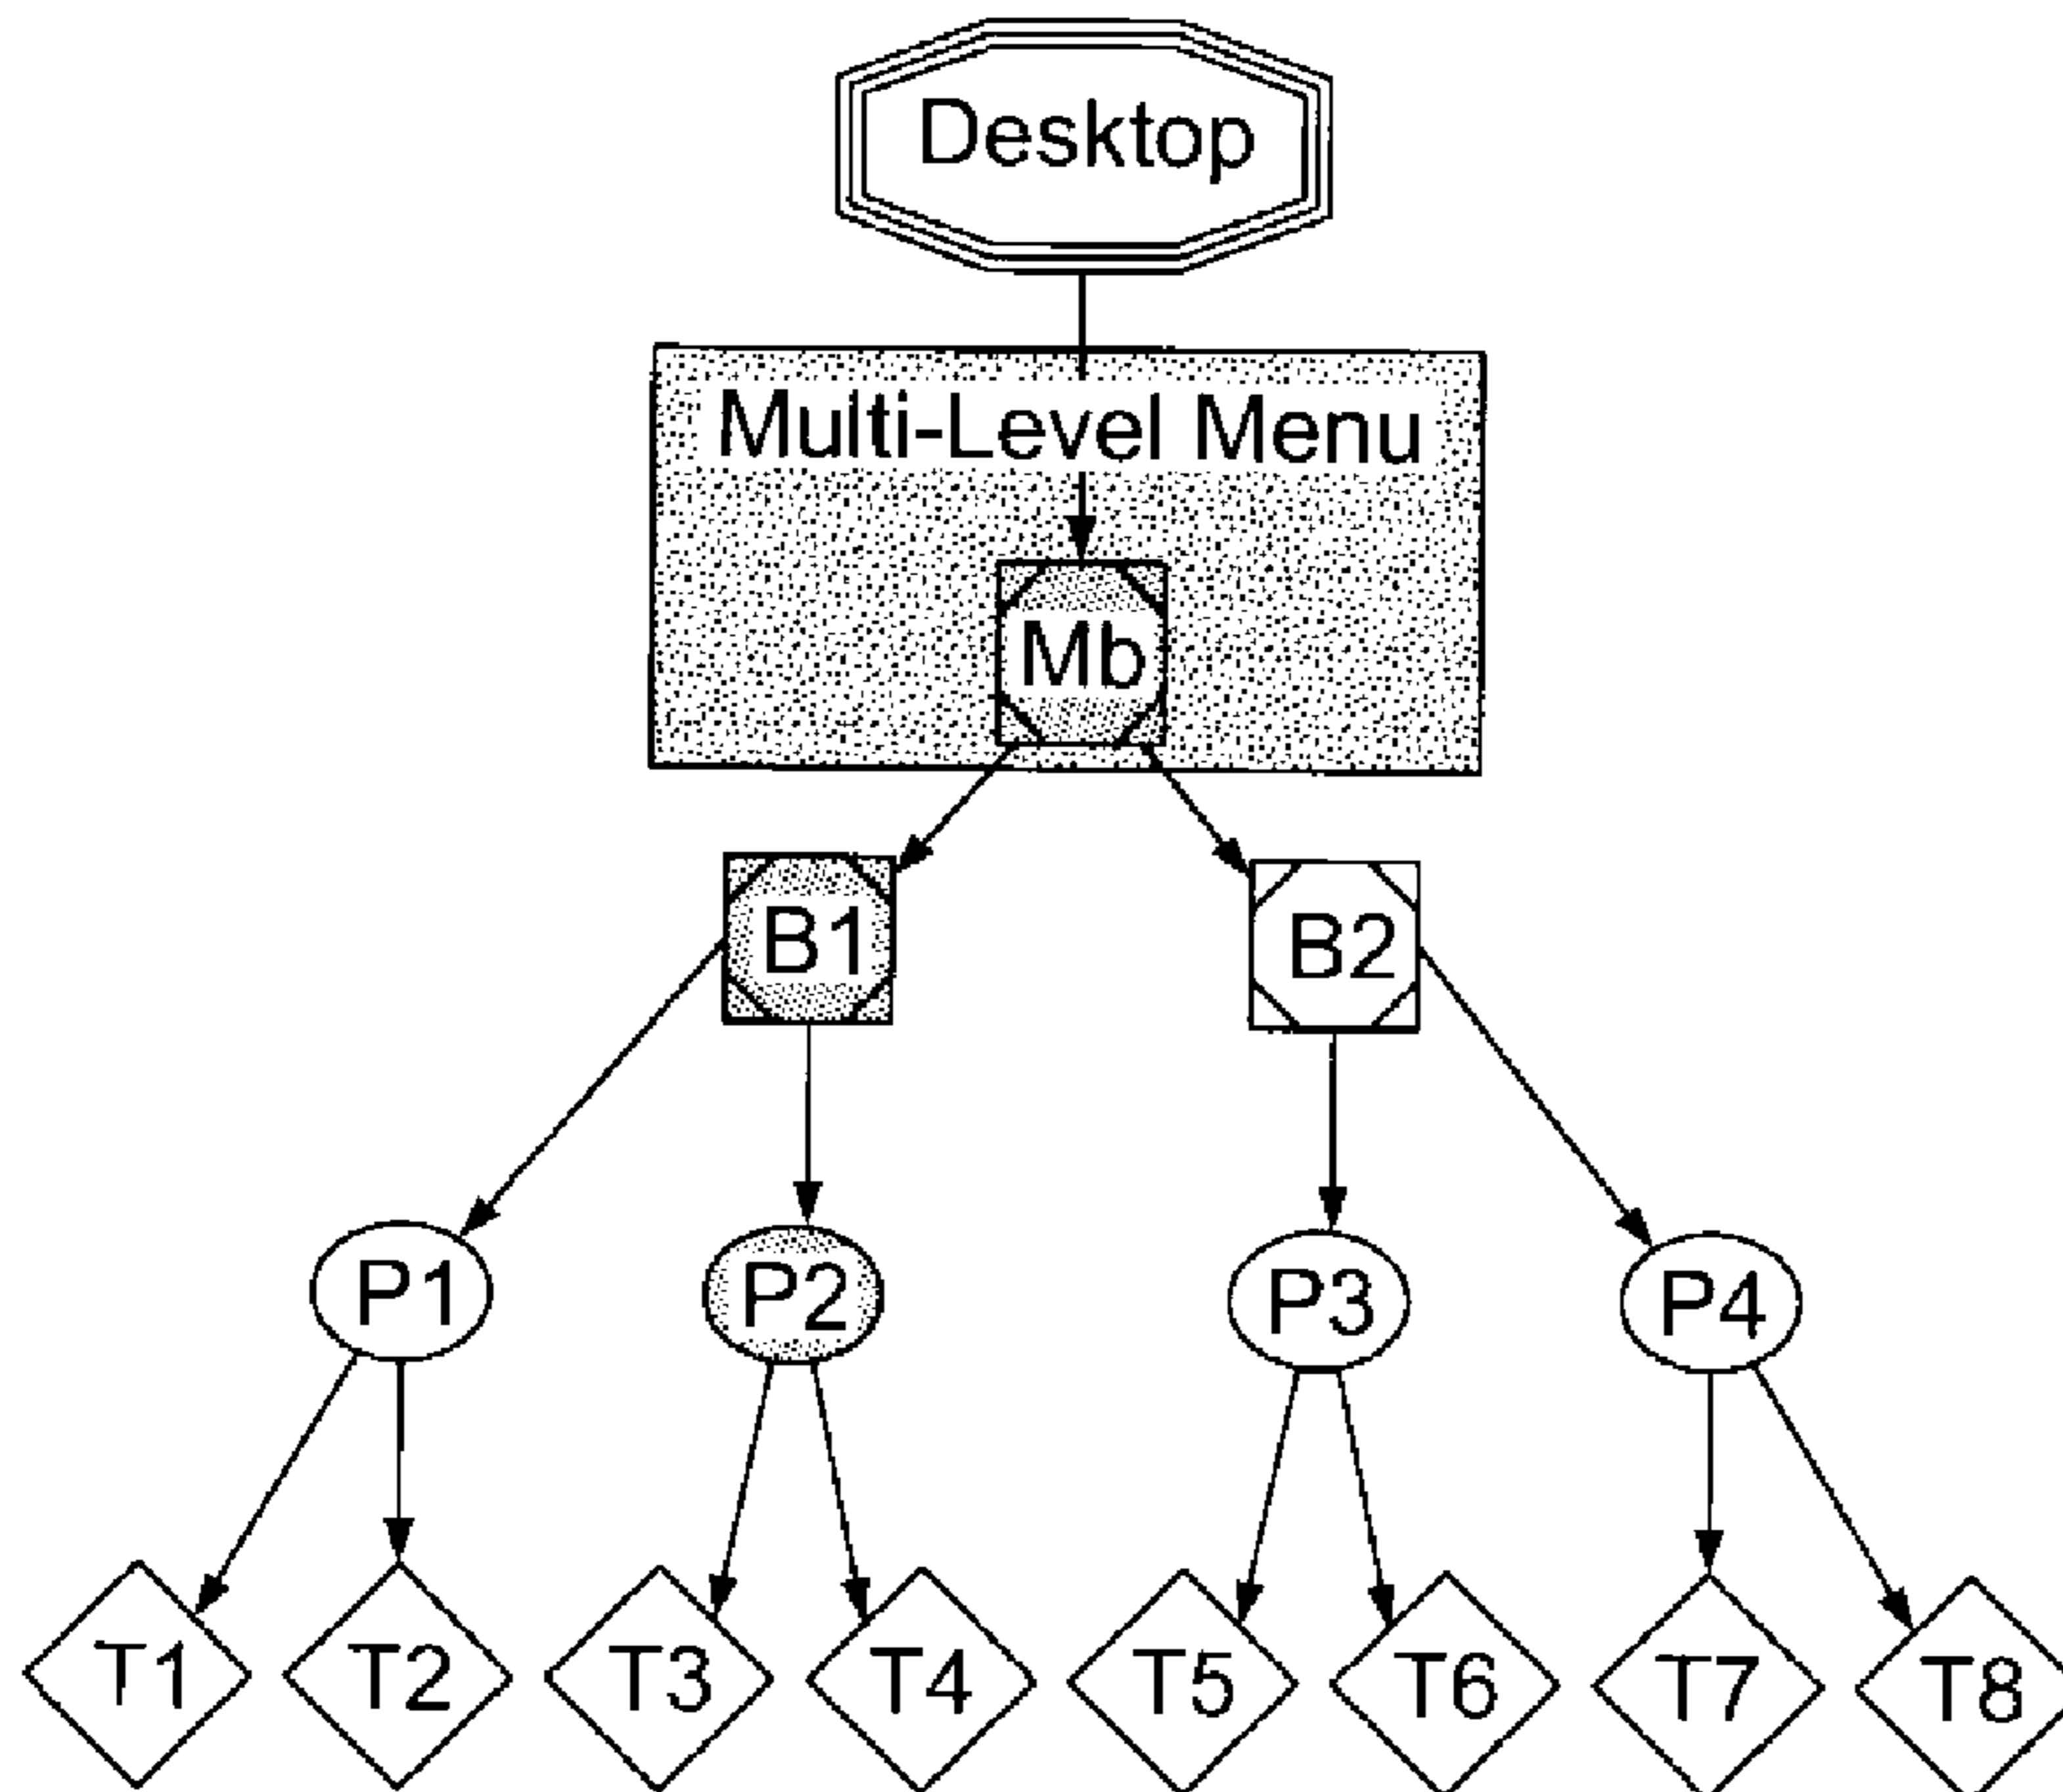 Desktop
Multi-Level Menu
Mb
B1 B2
P1 P2 P3 P4
T1 T2 T3 T4 T5 T6 T7 T8